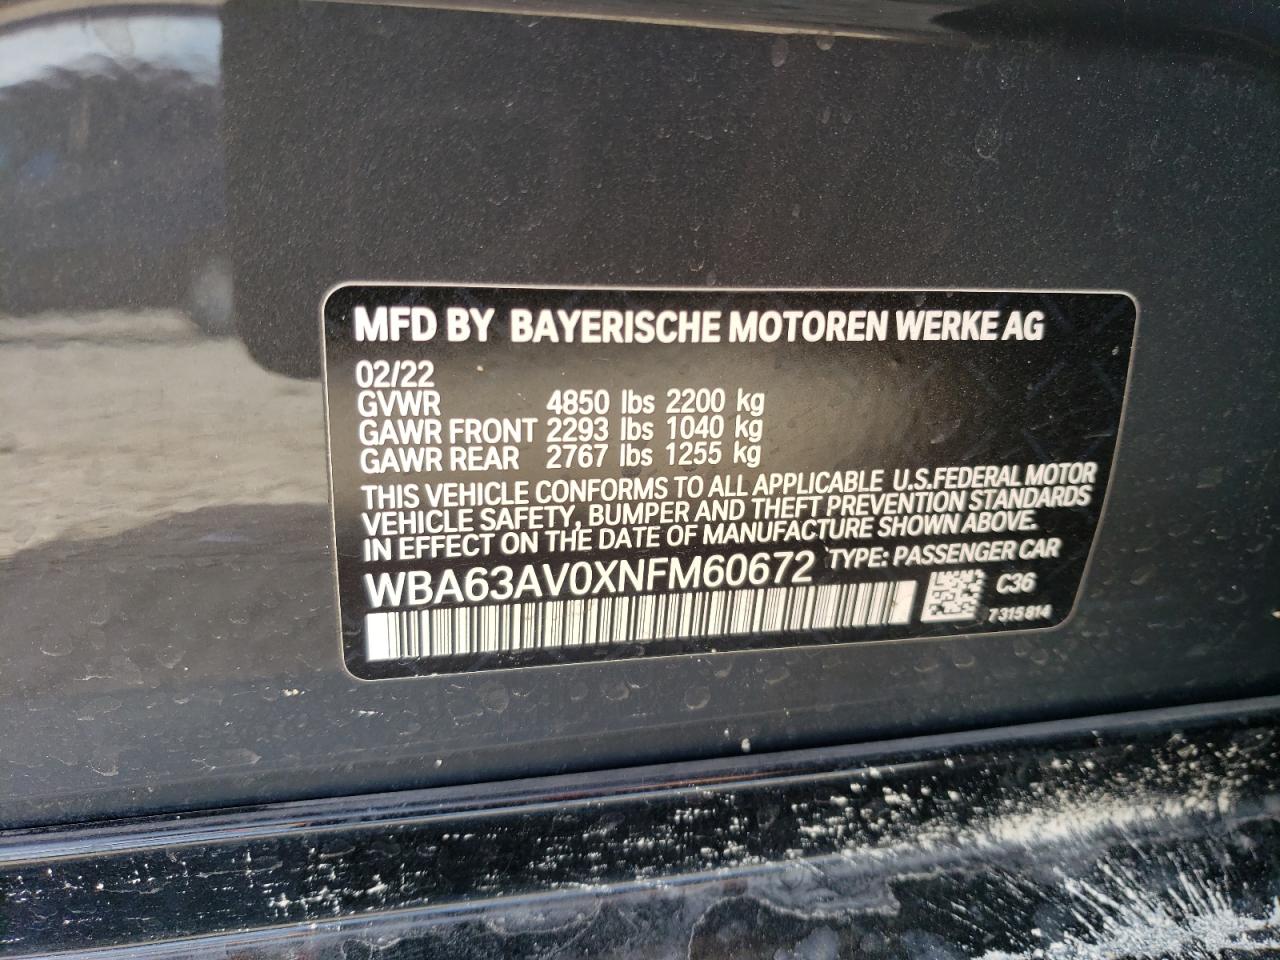 MFD BY BAYERISCHE MOTOREN WERKE AG
02/22
GVWR 4850 lbs 2200 kg
GAWR FRONT 2293 lbs 1040 kg
GAWR REAR 2767 lbs 1255 kg
THIS VEHICLE CONFORMS TO ALL APPLICABLE U.S.FEDERAL MOTOR
VEHICLE SAFETY, BUMPER AND THEFT PREVENTION STANDARDS
IN EFFECT ON THE DATE OF MANUFACTURE SHOWN ABOVE.
WBA63AV0XNFM60672 TYPE: PASSENGER CAR
C36
7315814